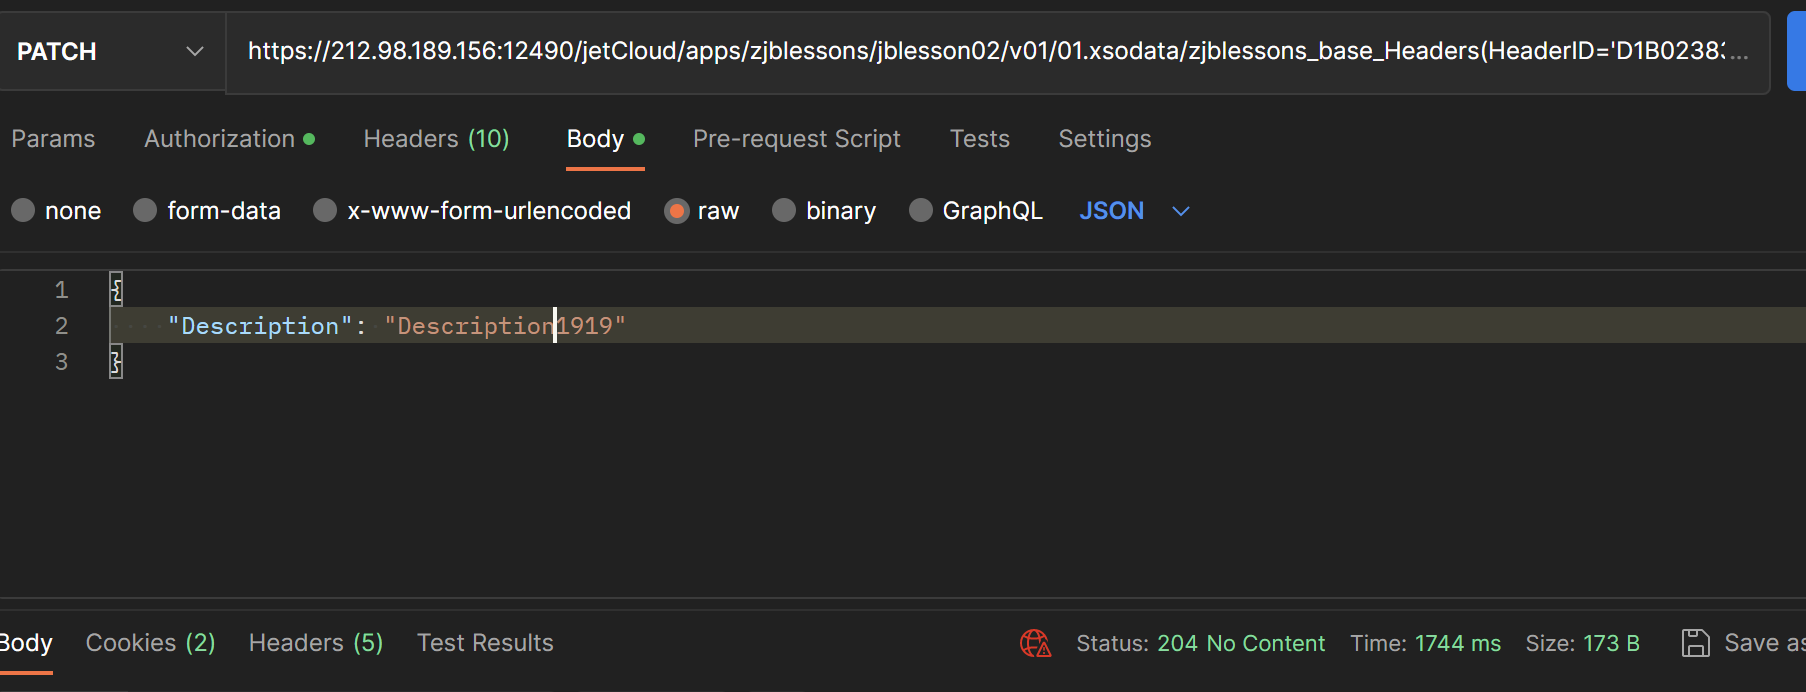 PATCH https://212.98.189.156:12490/jetCloud/apps/zjblessons/jblesson02/v01/01.xsodata/zjblessons_base_Headers(HeaderID='D1B02383...
Params Authorization Headers (10) Body Pre-request Script Tests Settings
none form-data x-www-form-urlencoded raw binary GraphQL JSON
1 {
2 "Description": "Description1919"
3 }
Body Cookies (2) Headers (5) Test Results Status: 204 No Content Time: 1744 ms Size: 173 B Save as